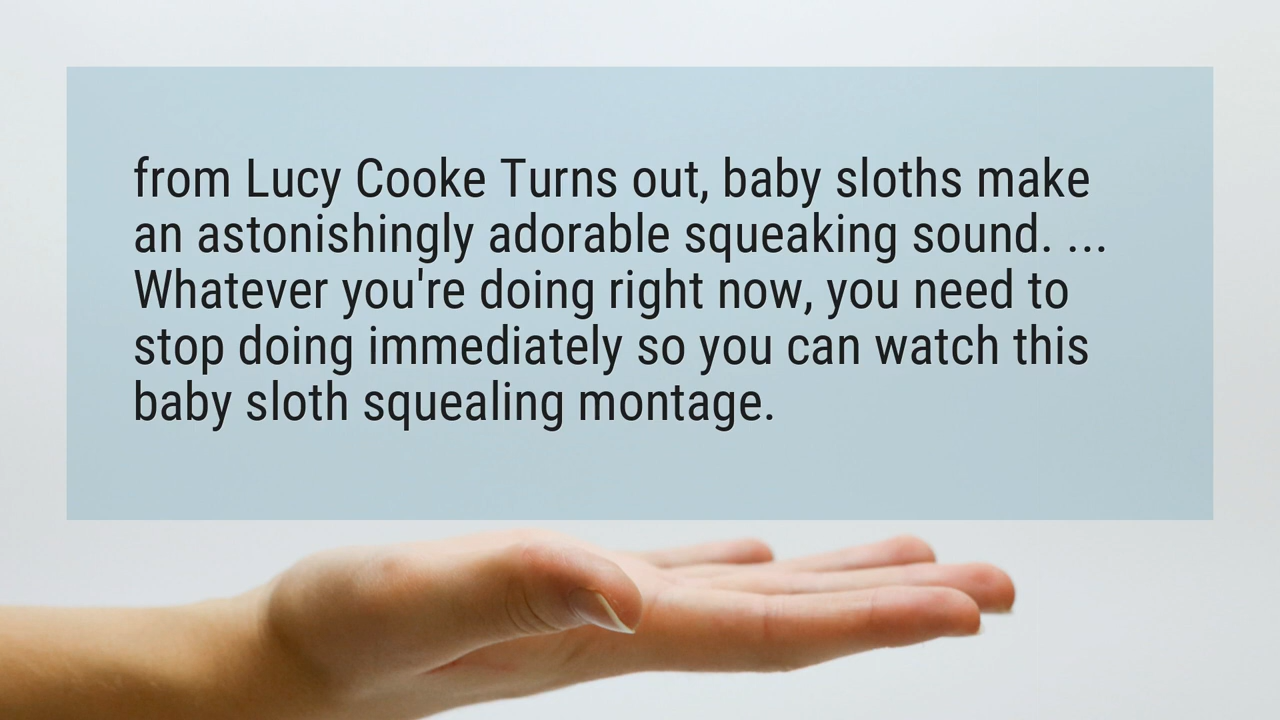 from Lucy Cooke Turns out, baby sloths make
an astonishingly adorable squeaking sound. ...
Whatever you're doing right now, you need to
stop doing immediately so you can watch this
baby sloth squealing montage.